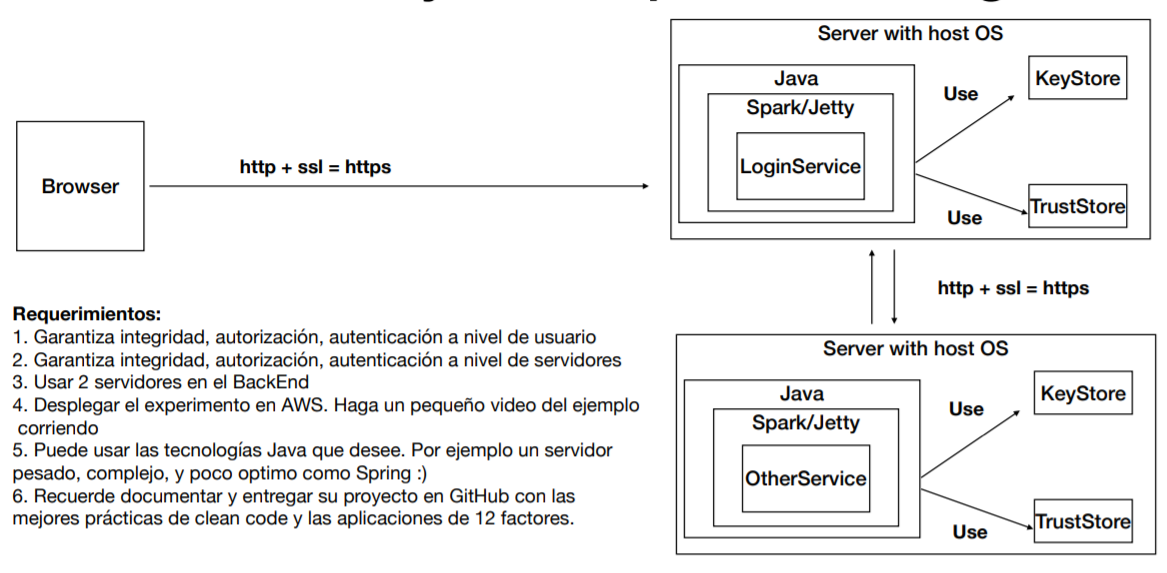 Server with host OS
Java
Spark/Jetty
LoginService
Use
KeyStore
Use
TrustStore
Browser
http + ssl = https
http + ssl = https
Requerimientos:
1. Garantiza integridad, autorización, autenticación a nivel de usuario
2. Garantiza integridad, autorización, autenticación a nivel de servidores
3. Usar 2 servidores en el BackEnd
4. Desplegar el experimento en AWS. Haga un pequeño video del ejemplo
corriendo
5. Puede usar las tecnologías Java que desee. Por ejemplo un servidor
pesado, complejo, y poco optimo como Spring :)
6. Recuerde documentar y entregar su proyecto en GitHub con las
mejores prácticas de clean code y las aplicaciones de 12 factores.
Server with host OS
Java
Spark/Jetty
OtherService
Use
KeyStore
Use
TrustStore